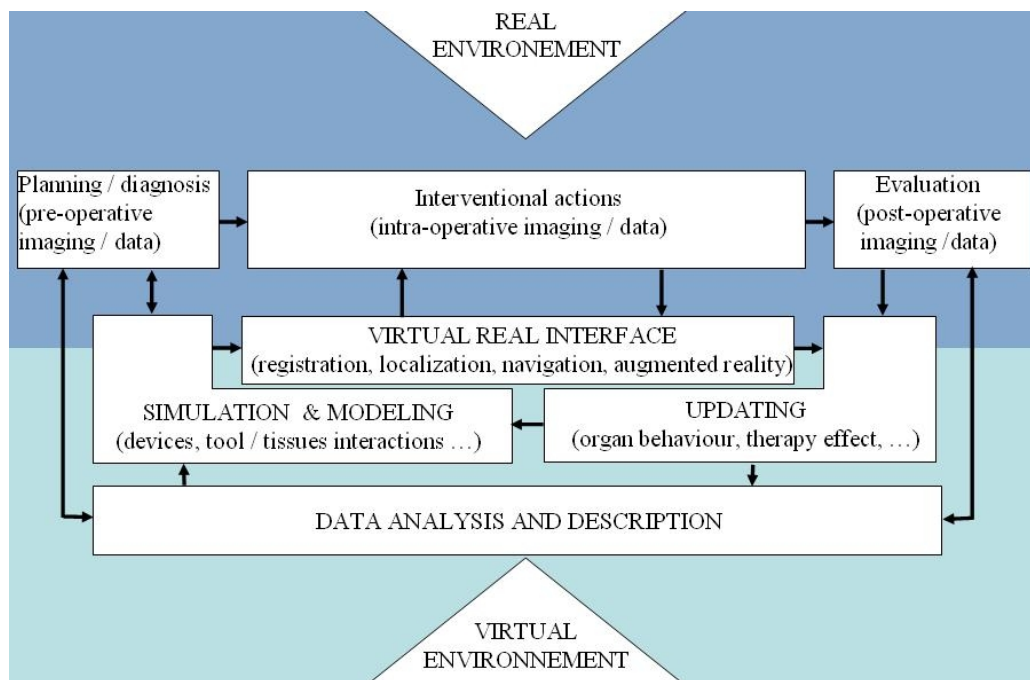 REAL
ENVIRONEMENT
Planning / diagnosis
(pre-operative
imaging / data)
Interventional actions
(intra-operative imaging / data)
Evaluation
(post-operative
imaging /data)
VIRTUAL REAL INTERFACE
(registration, localization, navigation, augmented reality)
SIMULATION & MODELING
(devices, tool / tissues interactions ...)
UPDATING
(organ behaviour, therapy effect, ...)
DATA ANALYSIS AND DESCRIPTION
VIRTUAL
ENVIRONNEMENT